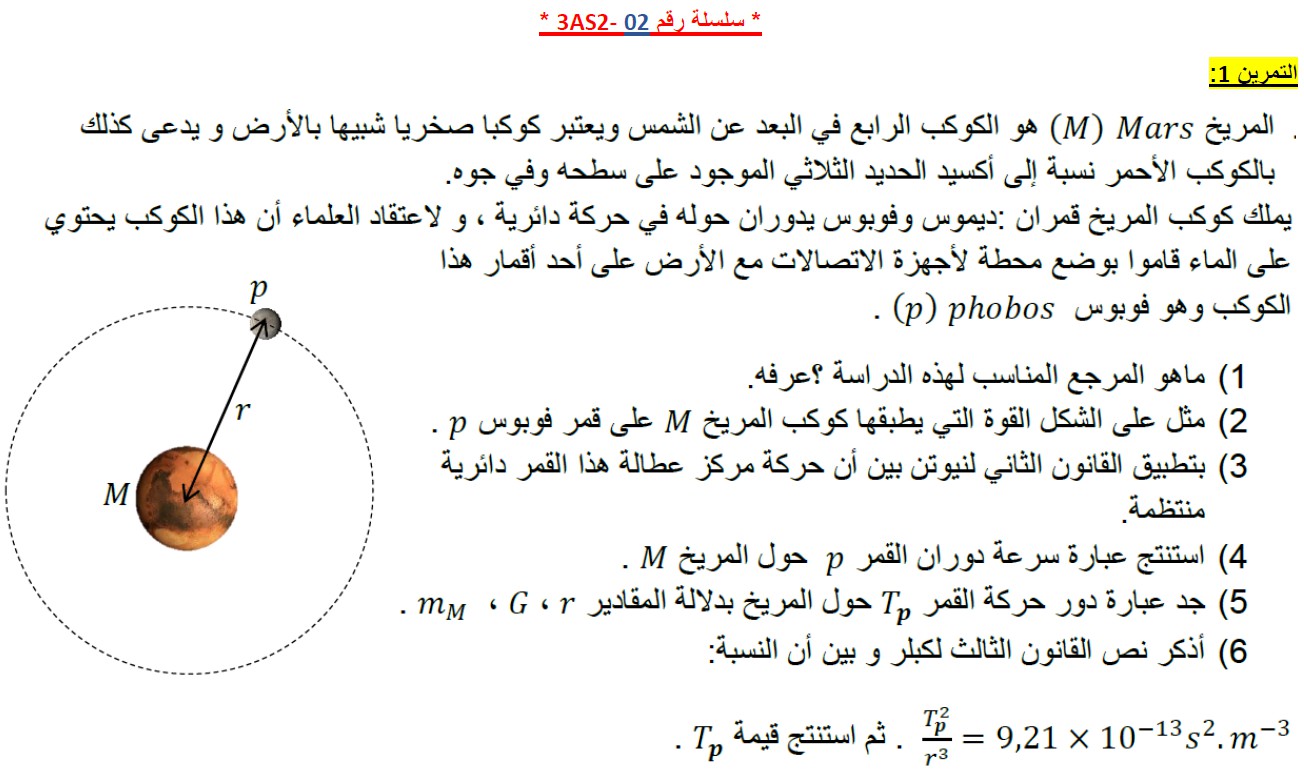 * سلسلة رقم 02 -3AS2 *
التمرين 1:
. المريخ Mars (M) هو الكوكب الرابع في البعد عن الشمس ويعتبر كوكبا صخريا شبيها بالأرض و يدعى كذلك
بالكوكب الأحمر نسبة إلى أكسيد الحديد الثلاثي الموجود على سطحه وفي جوه.
يملك كوكب المريخ قمران :ديموس وفوبوس يدوران حوله في حركة دائرية ، و لاعتقاد العلماء أن هذا الكوكب يحتوي
على الماء قاموا بوضع محطة لأجهزة الاتصالات مع الأرض على أحد أقمار هذا
الكوكب وهو فوبوس phobos (p) .
p
r
M
1) ماهو المرجع المناسب لهذه الدراسة ؟عرفه.
2) مثل على الشكل القوة التي يطبقها كوكب المريخ M على قمر فوبوس p .
3) بتطبيق القانون الثاني لنيوتن بين أن حركة مركز عطالة هذا القمر دائرية
منتظمة.
4) استنتج عبارة سرعة دوران القمر p حول المريخ M .
5) جد عبارة دور حركة القمر T_p حول المريخ بدلالة المقادير r ، G ، m_M .
6) أذكر نص القانون الثالث لكبلر و بين أن النسبة:
T_p^2/r^3 = 9,21 × 10^−13 s^2.m^−3 . ثم استنتج قيمة T_p .